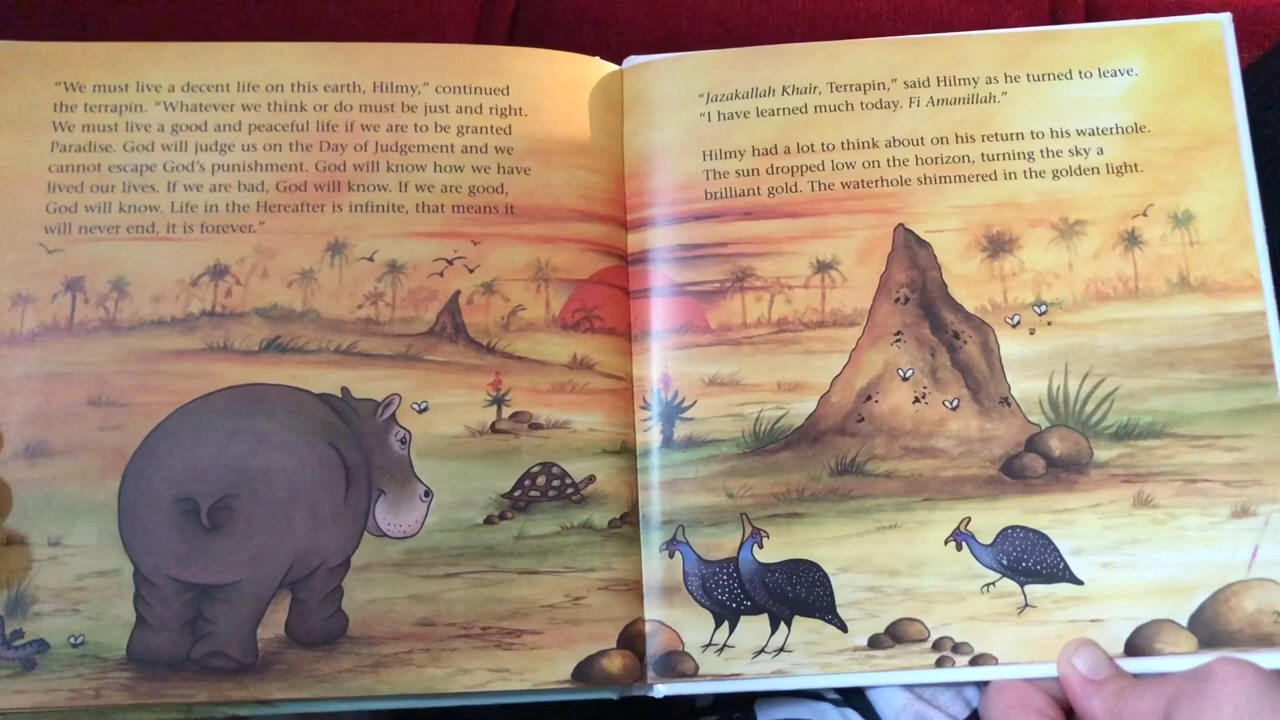 “We must live a decent life on this earth, Hilmy,” continued
the terrapin. “Whatever we think or do must be just and right.
We must live a good and peaceful life if we are to be granted
Paradise. God will judge us on the Day of Judgement and we
cannot escape God’s punishment. God will know how we have
lived our lives. If we are bad, God will know. If we are good,
God will know. Life in the Hereafter is infinite, that means it
will never end, it is forever.”
“Jazakallah Khair, Terrapin,” said Hilmy as he turned to leave.
“I have learned much today. Fi Amanillah.”
Hilmy had a lot to think about on his return to his waterhole.
The sun dropped low on the horizon, turning the sky a
brilliant gold. The waterhole shimmered in the golden light.